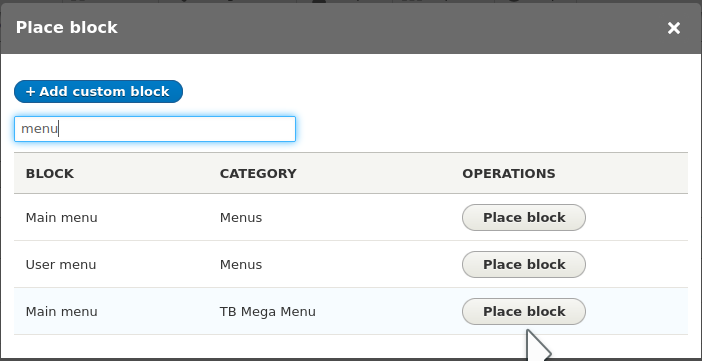 Place block
+ Add custom block
menu
BLOCK CATEGORY OPERATIONS
Main menu Menus Place block
User menu Menus Place block
Main menu TB Mega Menu Place block